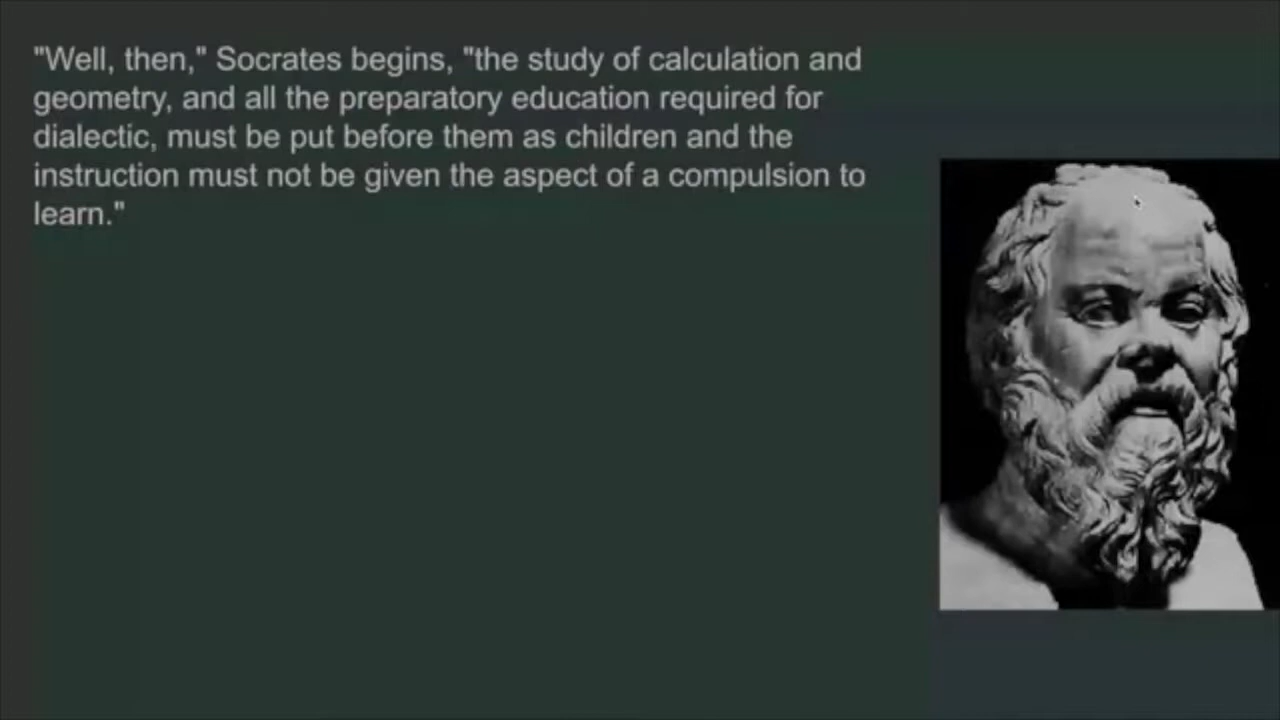 "Well, then," Socrates begins, "the study of calculation and
geometry, and all the preparatory education required for
dialectic, must be put before them as children and the
instruction must not be given the aspect of a compulsion to
learn."